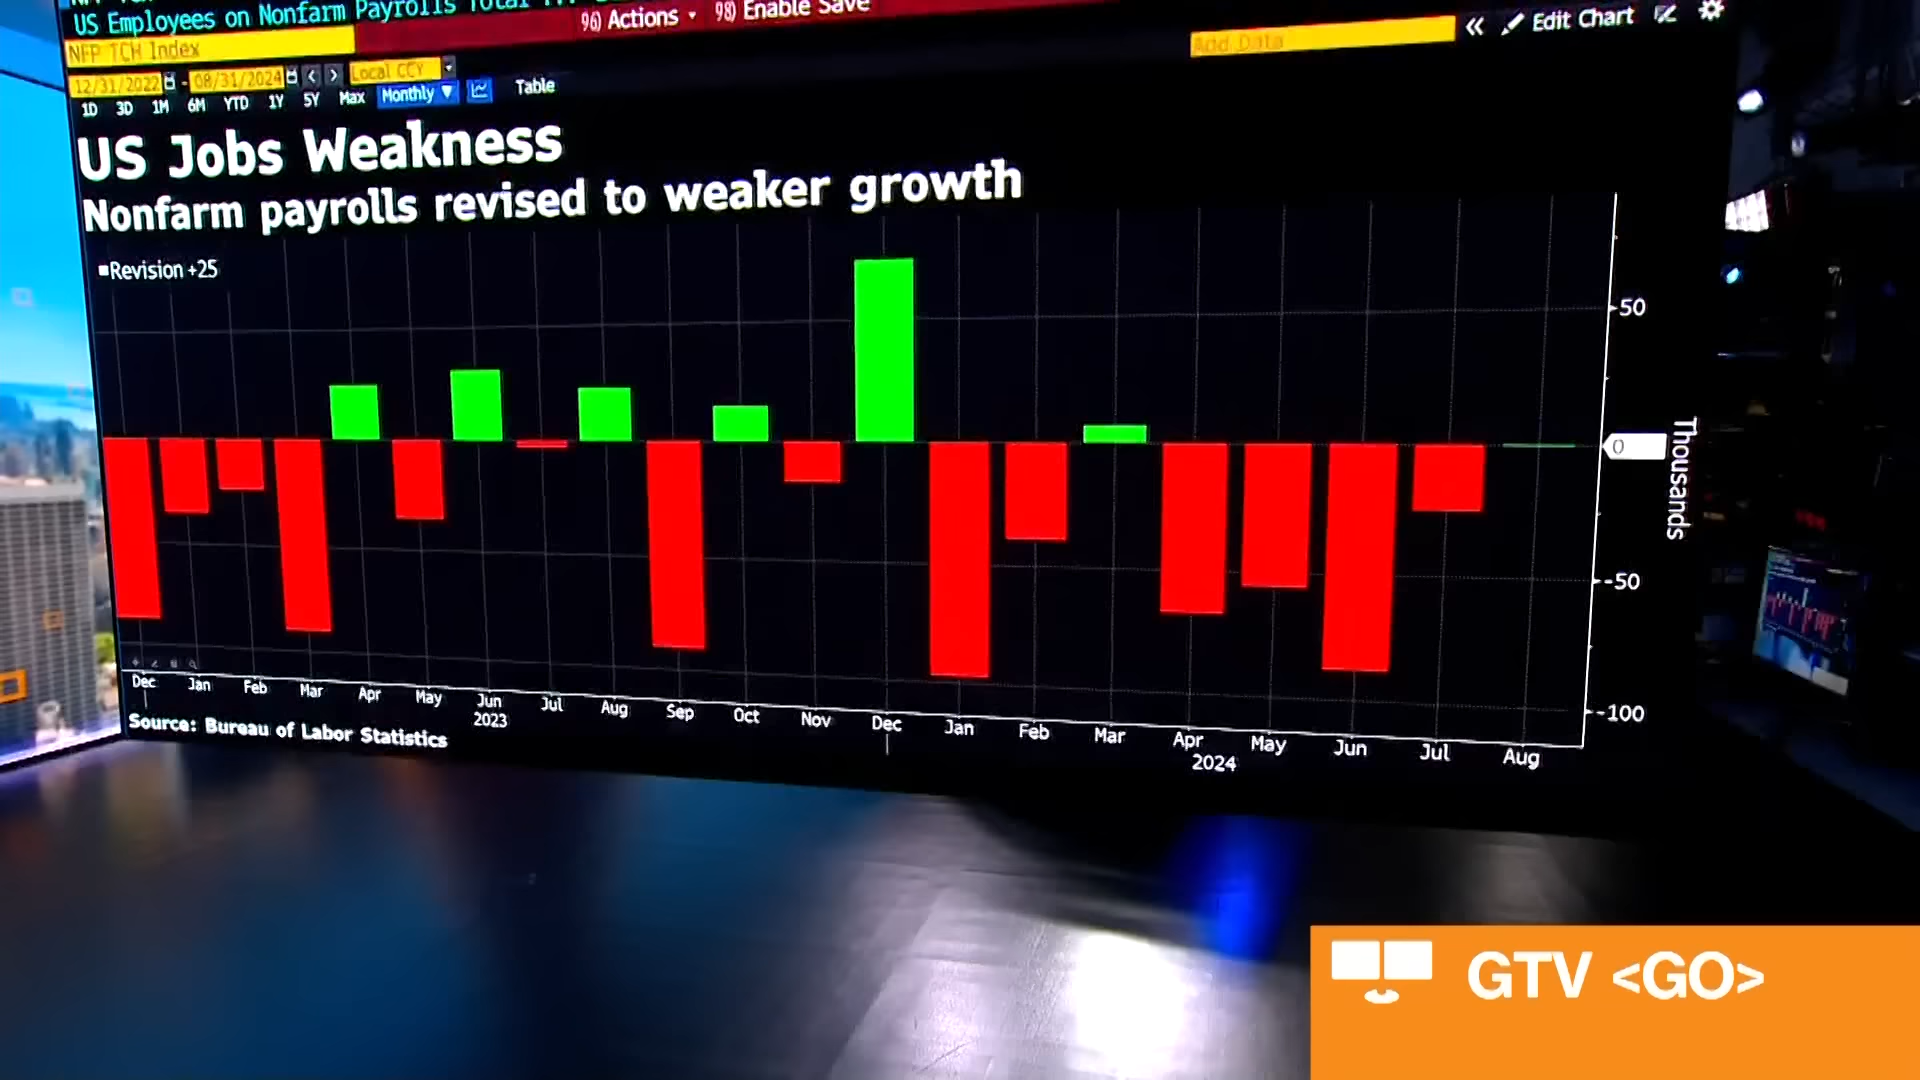 US Employees on Nonfarm Payrolls Total
96) Actions
98) Enable Save
NFP TCH Index
Add Data
Edit Chart
12/31/2022 - 08/31/2024
Local CCY
1D 3D 1M 6M YTD 1Y 5Y Max Monthly Table
US Jobs Weakness
Nonfarm payrolls revised to weaker growth
Revision +25
50
0
-50
-100
Thousands
Dec Jan Feb Mar Apr May Jun Jul Aug Sep Oct Nov Dec Jan Feb Mar Apr May Jun Jul Aug
2023 2024
Source: Bureau of Labor Statistics
GTV <GO>